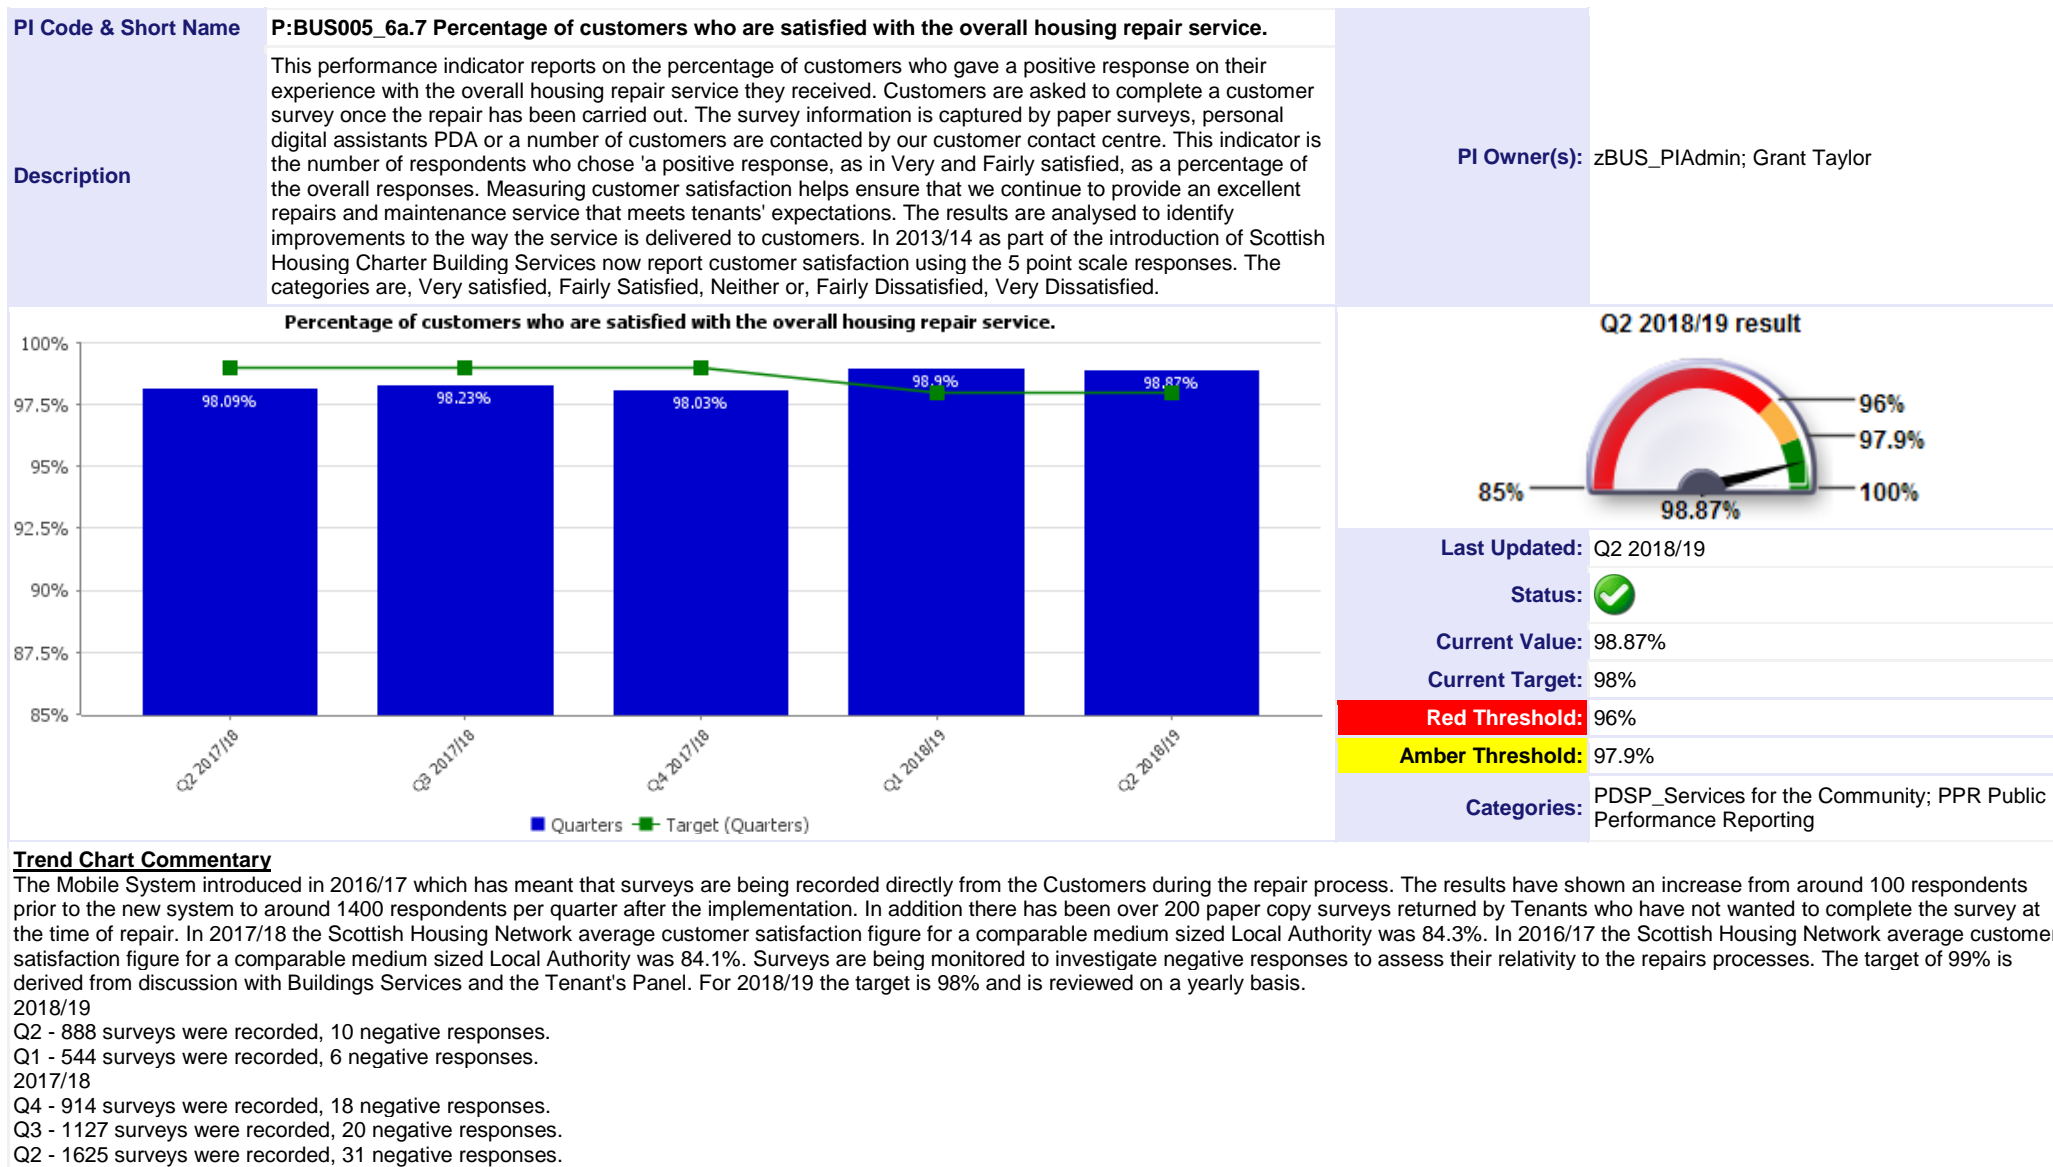 PI Code & Short Name
P:BUS005_6a.7 Percentage of customers who are satisfied with the overall housing repair service.
Description
This performance indicator reports on the percentage of customers who gave a positive response on their
experience with the overall housing repair service they received. Customers are asked to complete a customer
survey once the repair has been carried out. The survey information is captured by paper surveys, personal
digital assistants PDA or a number of customers are contacted by our customer contact centre. This indicator is
the number of respondents who chose 'a positive response, as in Very and Fairly satisfied, as a percentage of
the overall responses. Measuring customer satisfaction helps ensure that we continue to provide an excellent
repairs and maintenance service that meets tenants' expectations. The results are analysed to identify
improvements to the way the service is delivered to customers. In 2013/14 as part of the introduction of Scottish
Housing Charter Building Services now report customer satisfaction using the 5 point scale responses. The
categories are, Very satisfied, Fairly Satisfied, Neither or, Fairly Dissatisfied, Very Dissatisfied.
PI Owner(s):
zBUS_PIAdmin; Grant Taylor
Percentage of customers who are satisfied with the overall housing repair service.
100%
97.5%
95%
92.5%
90%
87.5%
85%
98.09%
98.23%
98.03%
98.9%
98.87%
Q2 2017/18
Q3 2017/18
Q4 2017/18
Q1 2018/19
Q2 2018/19
Quarters
Target (Quarters)
Q2 2018/19 result
96%
97.9%
85%
100%
98.87%
Last Updated:
Q2 2018/19
Status:
Current Value:
98.87%
Current Target:
98%
Red Threshold:
96%
Amber Threshold:
97.9%
Categories:
PDSP_Services for the Community; PPR Public
Performance Reporting
Trend Chart Commentary
The Mobile System introduced in 2016/17 which has meant that surveys are being recorded directly from the Customers during the repair process. The results have shown an increase from around 100 respondents
prior to the new system to around 1400 respondents per quarter after the implementation. In addition there has been over 200 paper copy surveys returned by Tenants who have not wanted to complete the survey at
the time of repair. In 2017/18 the Scottish Housing Network average customer satisfaction figure for a comparable medium sized Local Authority was 84.3%. In 2016/17 the Scottish Housing Network average customer
satisfaction figure for a comparable medium sized Local Authority was 84.1%. Surveys are being monitored to investigate negative responses to assess their relativity to the repairs processes. The target of 99% is
derived from discussion with Buildings Services and the Tenant's Panel. For 2018/19 the target is 98% and is reviewed on a yearly basis.
2018/19
Q2 - 888 surveys were recorded, 10 negative responses.
Q1 - 544 surveys were recorded, 6 negative responses.
2017/18
Q4 - 914 surveys were recorded, 18 negative responses.
Q3 - 1127 surveys were recorded, 20 negative responses.
Q2 - 1625 surveys were recorded, 31 negative responses.